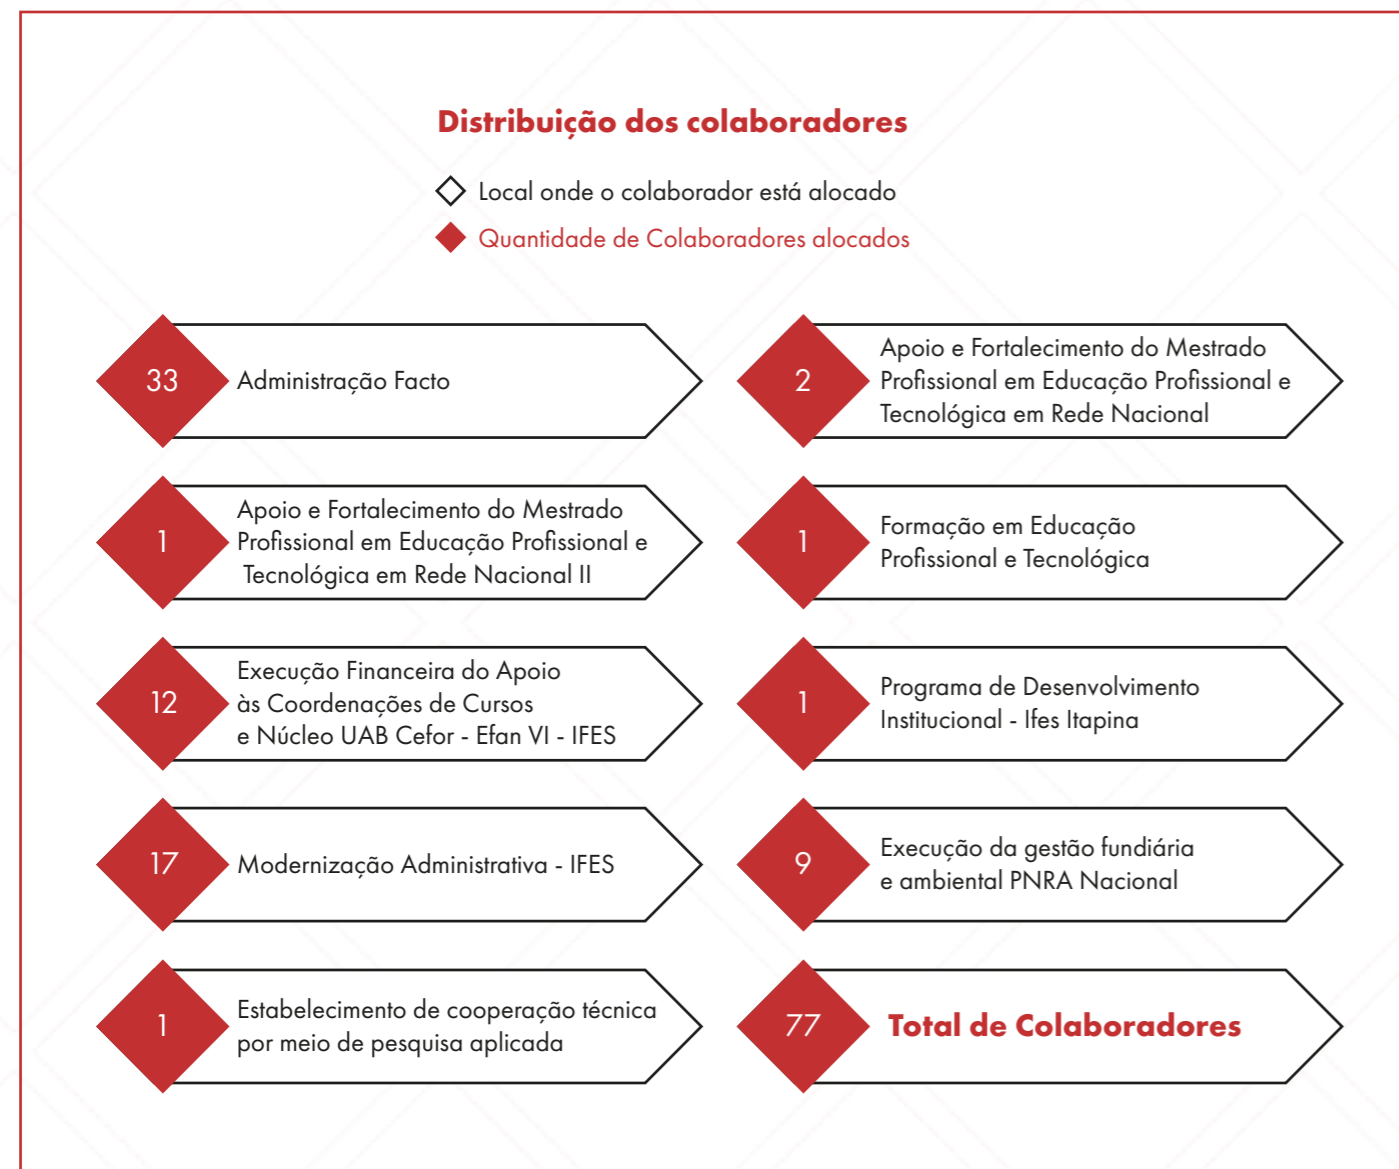 Distribuição dos colaboradores
Local onde o colaborador está alocado
Quantidade de Colaboradores alocados
33
Administração Facto
2
Apoio e Fortalecimento do Mestrado
Profissional em Educação Profissional e
Tecnológica em Rede Nacional
1
Apoio e Fortalecimento do Mestrado
Profissional em Educação Profissional e
Tecnológica em Rede Nacional II
1
Formação em Educação
Profissional e Tecnológica
12
Execução Financeira do Apoio
às Coordenações de Cursos
e Núcleo UAB Cefor - Efan VI - IFES
1
Programa de Desenvolvimento
Institucional - Ifes Itapina
17
Modernização Administrativa - IFES
9
Execução da gestão fundiária
e ambiental PNRA Nacional
1
Estabelecimento de cooperação técnica
por meio de pesquisa aplicada
77
Total de Colaboradores